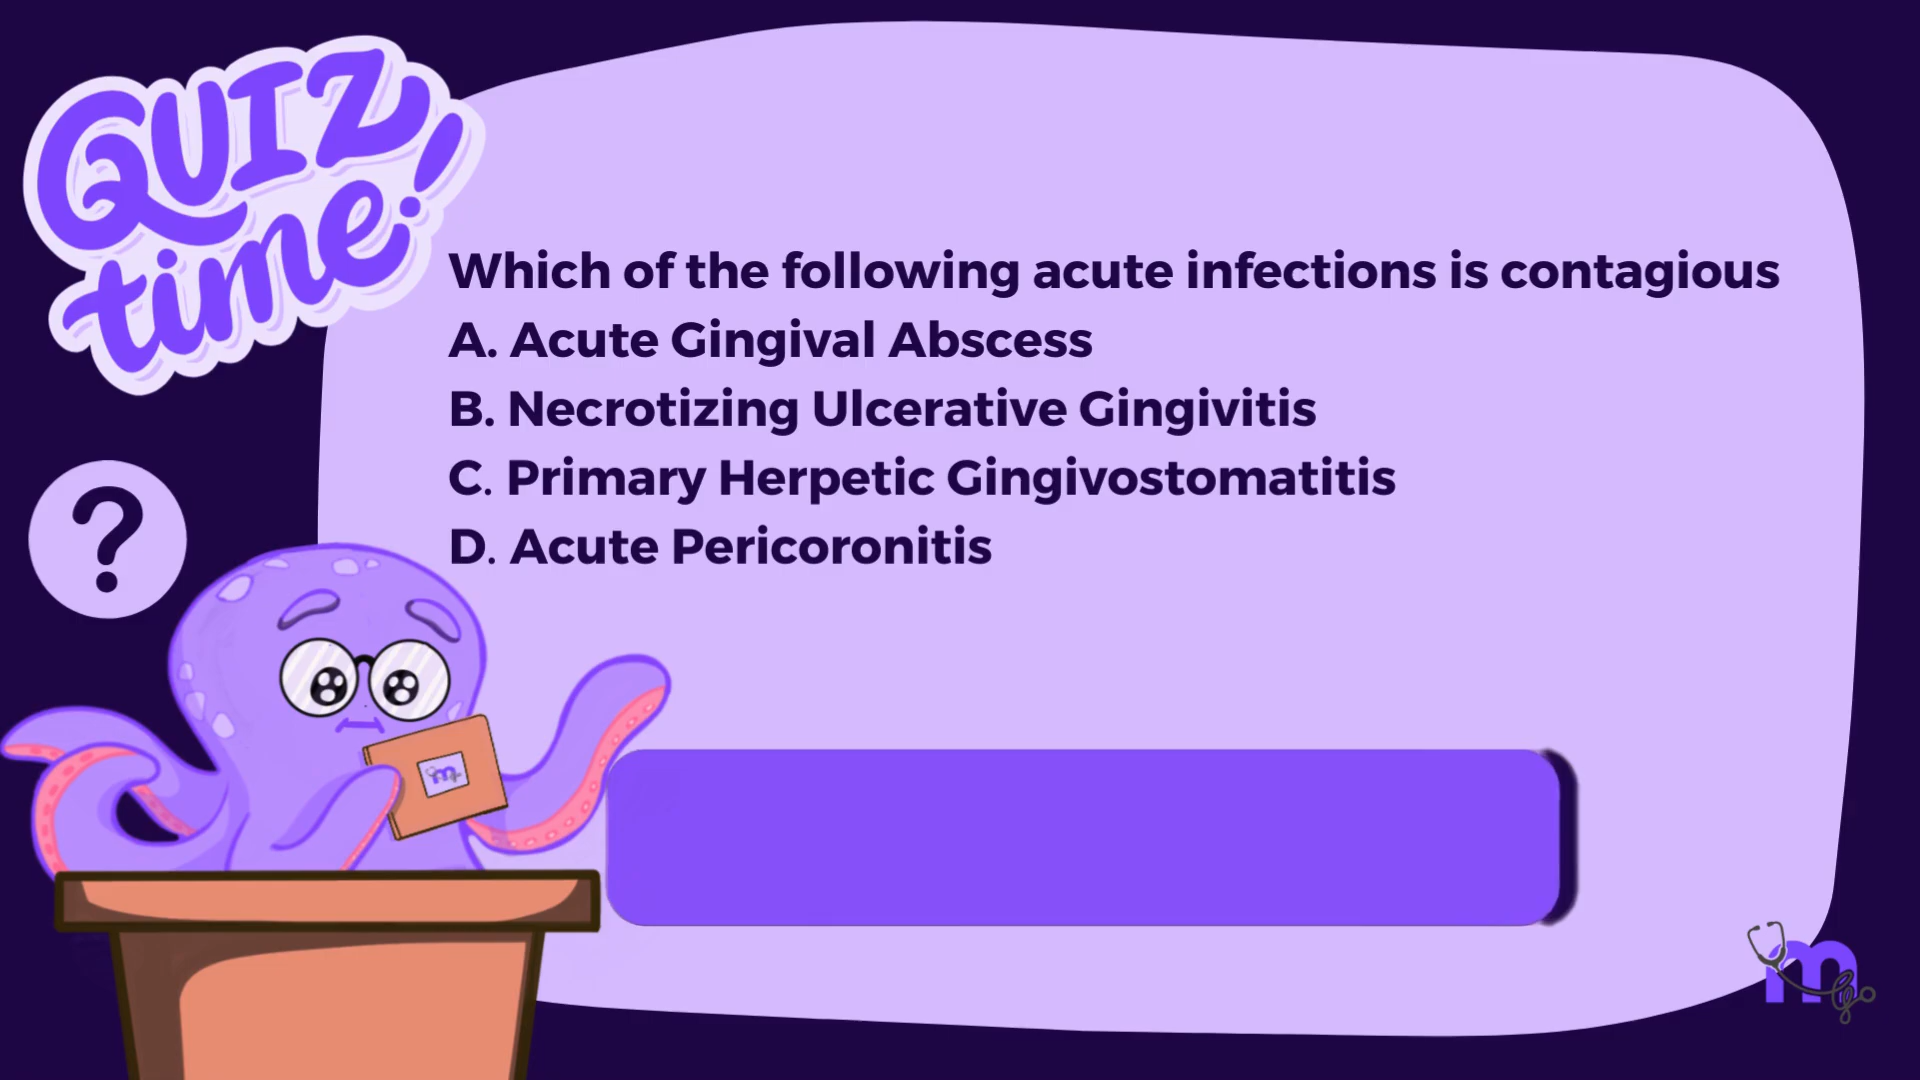 QUIZ
time!
Which of the following acute infections is contagious
A. Acute Gingival Abscess
B. Necrotizing Ulcerative Gingivitis
C. Primary Herpetic Gingivostomatitis
D. Acute Pericoronitis
?
m
go